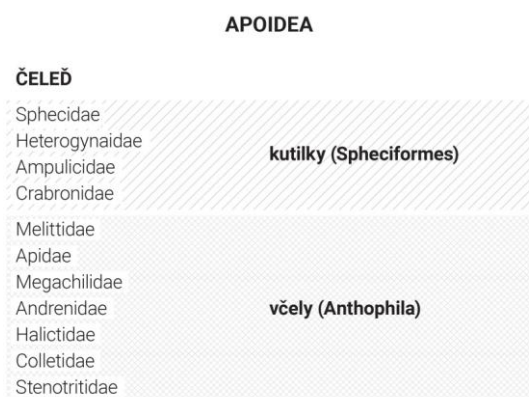 APOIDEA
ČELEĎ
Sphecidae
Heterogynaidae
Ampulicidae
Crabronidae
kutilky (Spheciformes)
Melittidae
Apidae
Megachilidae
Andrenidae
Halictidae
Colletidae
Stenotritidae
včely (Anthophila)